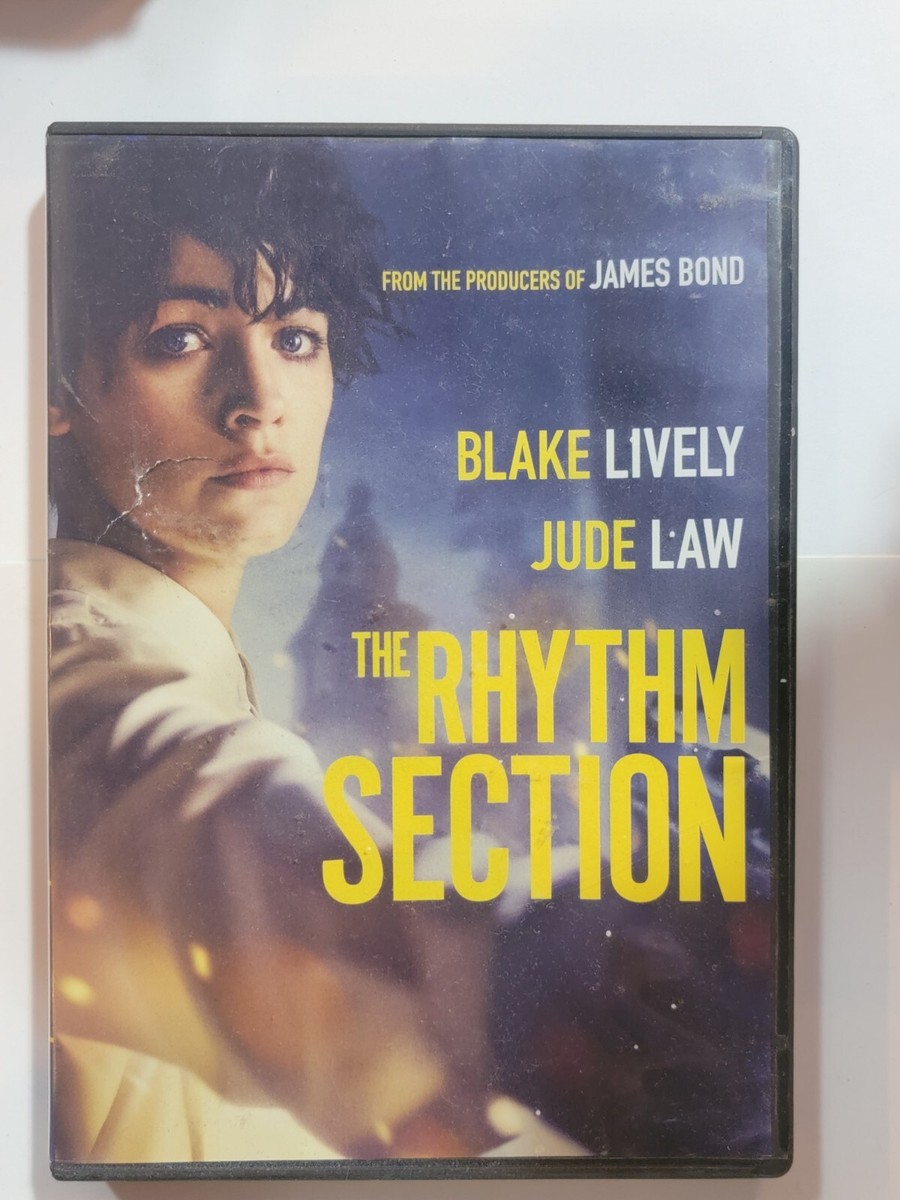 FROM THE PRODUCERS OF JAMES BOND
BLAKE LIVELY
JUDE LAW
THE RHYTHM
SECTION